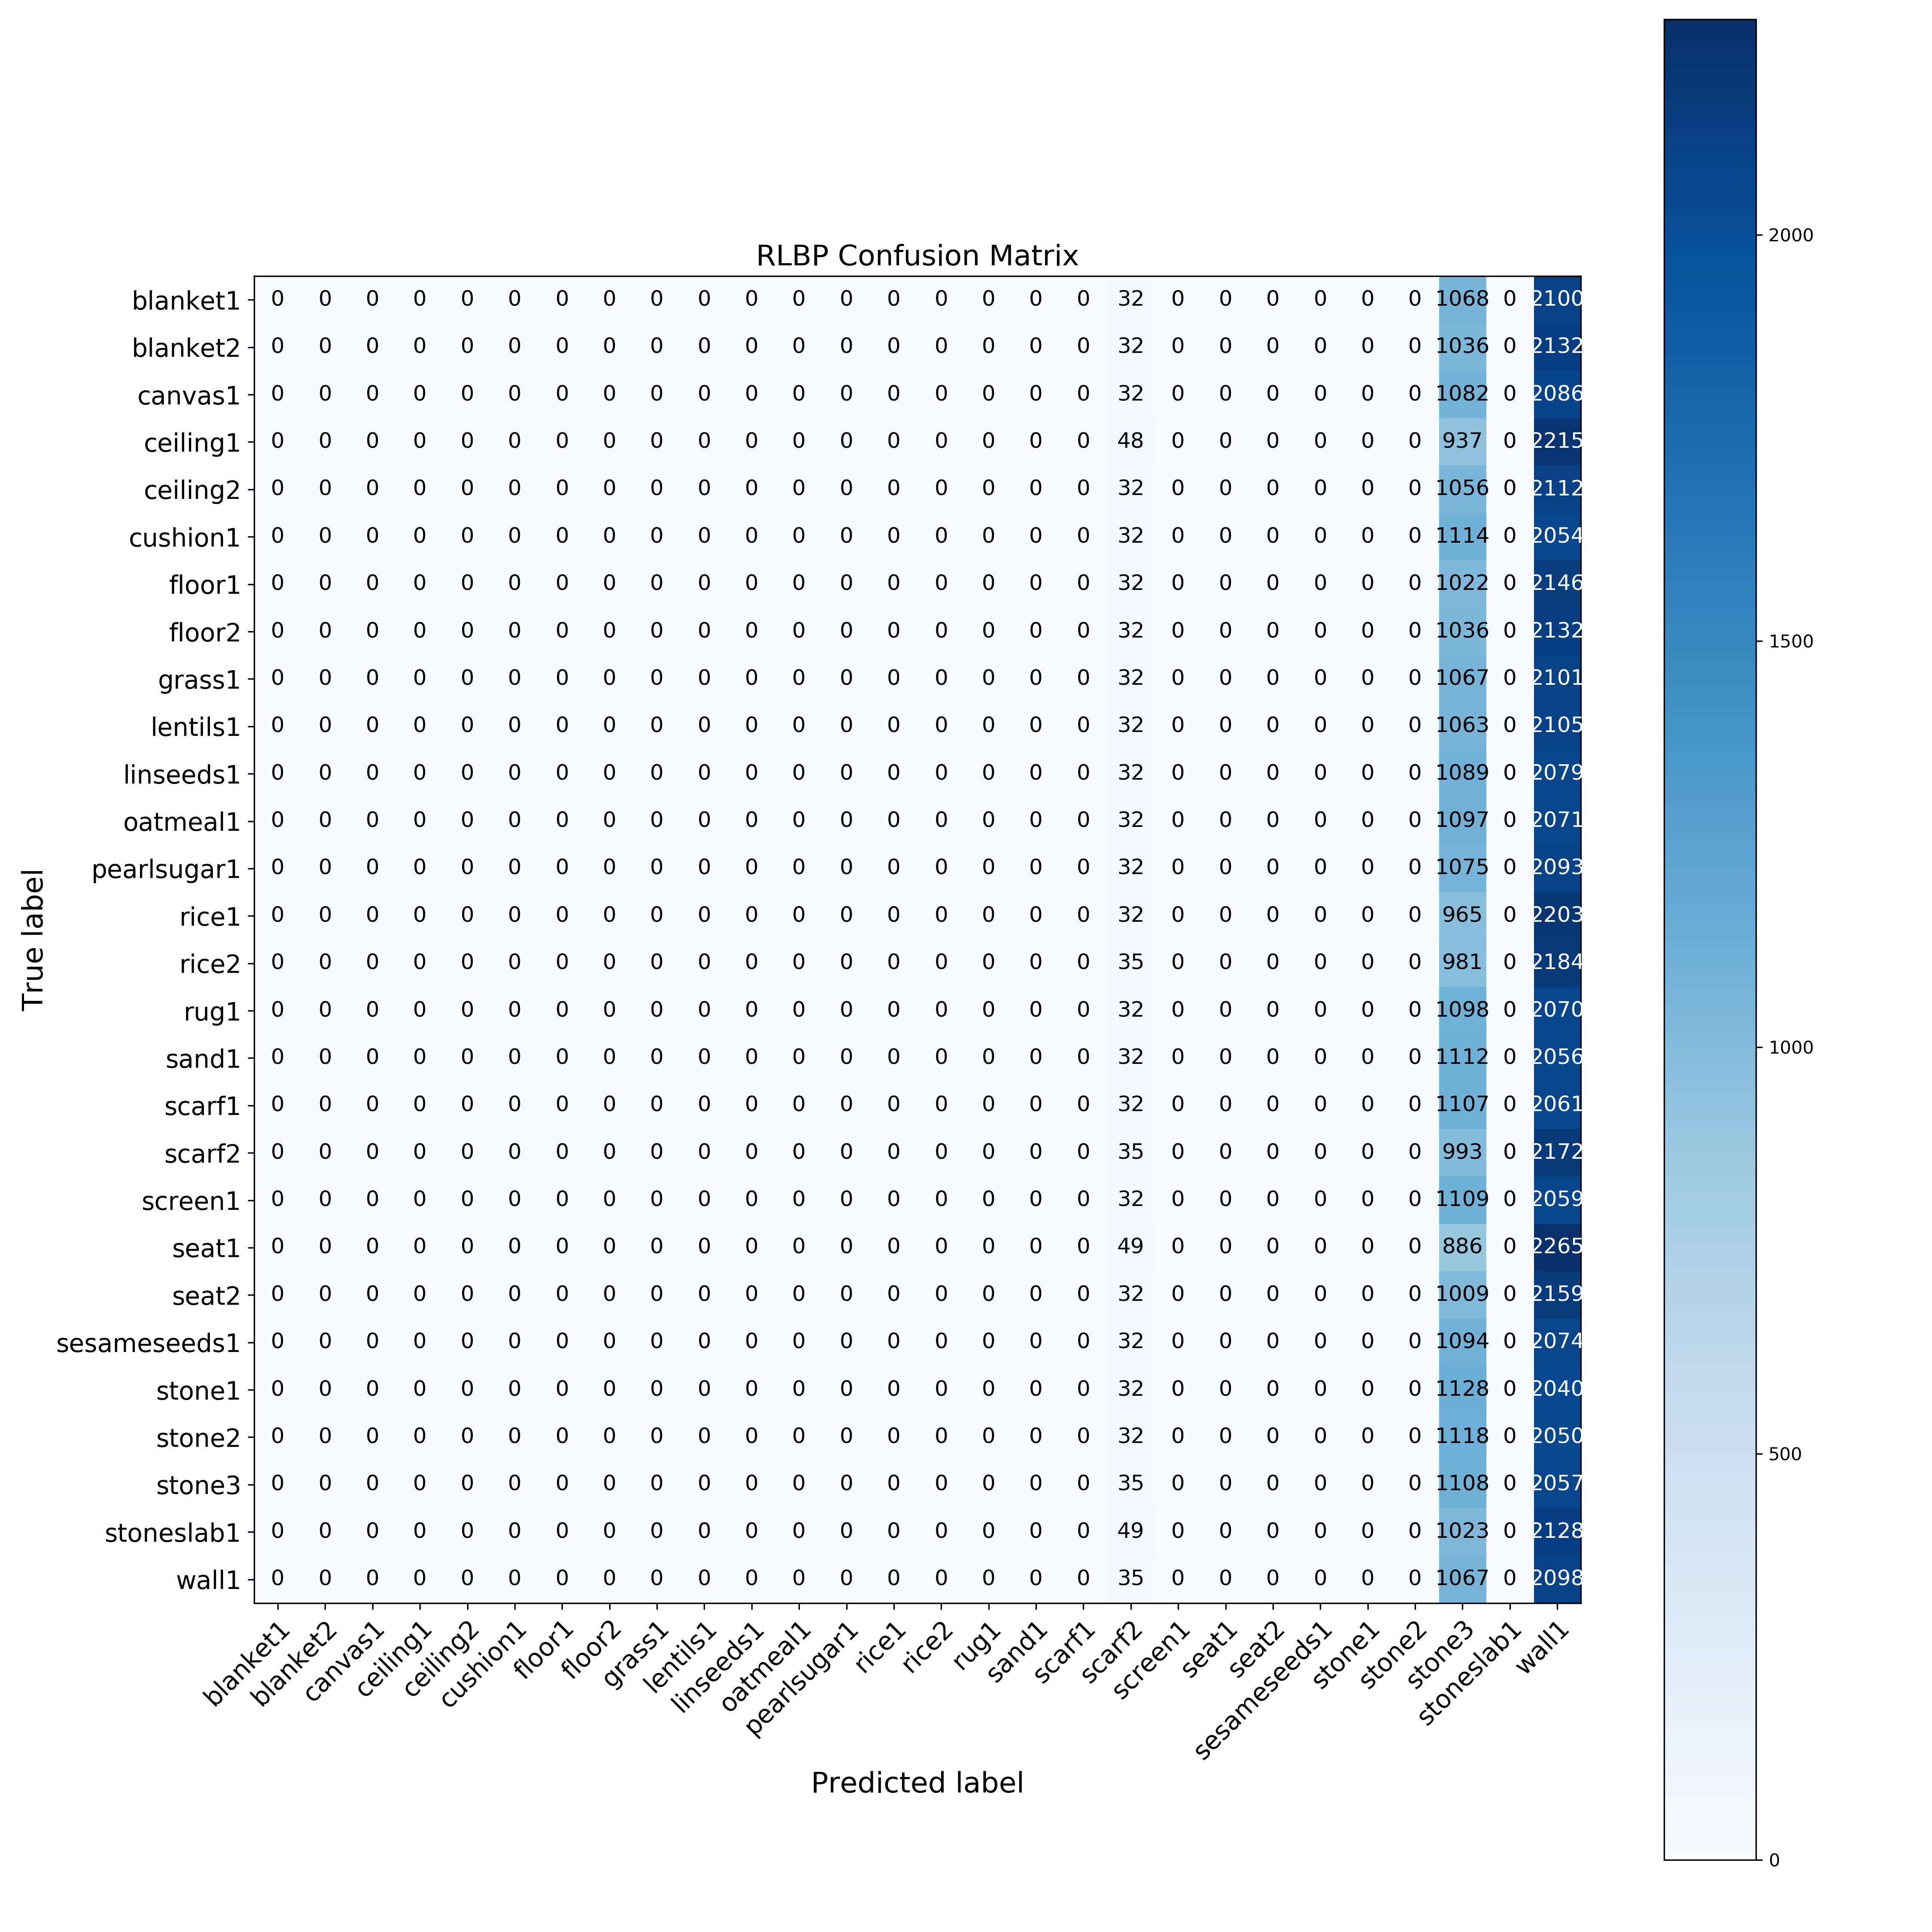 RLBP Confusion Matrix
blanket1 0 0 0 0 0 0 0 0 0 0 0 0 0 0 0 0 0 0 32 0 0 0 0 0 0 1068 0 2100
blanket2 0 0 0 0 0 0 0 0 0 0 0 0 0 0 0 0 0 0 32 0 0 0 0 0 0 1036 0 2132
canvas1 0 0 0 0 0 0 0 0 0 0 0 0 0 0 0 0 0 0 32 0 0 0 0 0 0 1082 0 2086
ceiling1 0 0 0 0 0 0 0 0 0 0 0 0 0 0 0 0 0 0 48 0 0 0 0 0 0 937 0 2215
ceiling2 0 0 0 0 0 0 0 0 0 0 0 0 0 0 0 0 0 0 32 0 0 0 0 0 0 1056 0 2112
cushion1 0 0 0 0 0 0 0 0 0 0 0 0 0 0 0 0 0 0 32 0 0 0 0 0 0 1114 0 2054
floor1 0 0 0 0 0 0 0 0 0 0 0 0 0 0 0 0 0 0 32 0 0 0 0 0 0 1022 0 2146
floor2 0 0 0 0 0 0 0 0 0 0 0 0 0 0 0 0 0 0 32 0 0 0 0 0 0 1036 0 2132
grass1 0 0 0 0 0 0 0 0 0 0 0 0 0 0 0 0 0 0 32 0 0 0 0 0 0 1067 0 2101
lentils1 0 0 0 0 0 0 0 0 0 0 0 0 0 0 0 0 0 0 32 0 0 0 0 0 0 1063 0 2105
linseeds1 0 0 0 0 0 0 0 0 0 0 0 0 0 0 0 0 0 0 32 0 0 0 0 0 0 1089 0 2079
oatmeal1 0 0 0 0 0 0 0 0 0 0 0 0 0 0 0 0 0 0 32 0 0 0 0 0 0 1097 0 2071
pearlsugar1 0 0 0 0 0 0 0 0 0 0 0 0 0 0 0 0 0 0 32 0 0 0 0 0 0 1075 0 2093
rice1 0 0 0 0 0 0 0 0 0 0 0 0 0 0 0 0 0 0 32 0 0 0 0 0 0 965 0 2203
rice2 0 0 0 0 0 0 0 0 0 0 0 0 0 0 0 0 0 0 35 0 0 0 0 0 0 981 0 2184
rug1 0 0 0 0 0 0 0 0 0 0 0 0 0 0 0 0 0 0 32 0 0 0 0 0 0 1098 0 2070
sand1 0 0 0 0 0 0 0 0 0 0 0 0 0 0 0 0 0 0 32 0 0 0 0 0 0 1112 0 2056
scarf1 0 0 0 0 0 0 0 0 0 0 0 0 0 0 0 0 0 0 32 0 0 0 0 0 0 1107 0 2061
scarf2 0 0 0 0 0 0 0 0 0 0 0 0 0 0 0 0 0 0 35 0 0 0 0 0 0 993 0 2172
screen1 0 0 0 0 0 0 0 0 0 0 0 0 0 0 0 0 0 0 32 0 0 0 0 0 0 1109 0 2059
seat1 0 0 0 0 0 0 0 0 0 0 0 0 0 0 0 0 0 0 49 0 0 0 0 0 0 886 0 2265
seat2 0 0 0 0 0 0 0 0 0 0 0 0 0 0 0 0 0 0 32 0 0 0 0 0 0 1009 0 2159
sesameseeds1 0 0 0 0 0 0 0 0 0 0 0 0 0 0 0 0 0 0 32 0 0 0 0 0 0 1094 0 2074
stone1 0 0 0 0 0 0 0 0 0 0 0 0 0 0 0 0 0 0 32 0 0 0 0 0 0 1128 0 2040
stone2 0 0 0 0 0 0 0 0 0 0 0 0 0 0 0 0 0 0 32 0 0 0 0 0 0 1118 0 2050
stone3 0 0 0 0 0 0 0 0 0 0 0 0 0 0 0 0 0 0 35 0 0 0 0 0 0 1108 0 2057
stoneslab1 0 0 0 0 0 0 0 0 0 0 0 0 0 0 0 0 0 0 49 0 0 0 0 0 0 1023 0 2128
wall1 0 0 0 0 0 0 0 0 0 0 0 0 0 0 0 0 0 0 35 0 0 0 0 0 0 1067 0 2098
blanket1 blanket2 canvas1 ceiling1 ceiling2 cushion1 floor1 floor2 grass1 lentils1 linseeds1 oatmeal1 pearlsugar1 rice1 rice2 rug1 sand1 scarf1 scarf2 screen1 seat1 seat2 sesameseeds1 stone1 stone2 stone3 stoneslab1 wall1
Predicted label
True label
2000
1500
1000
500
0